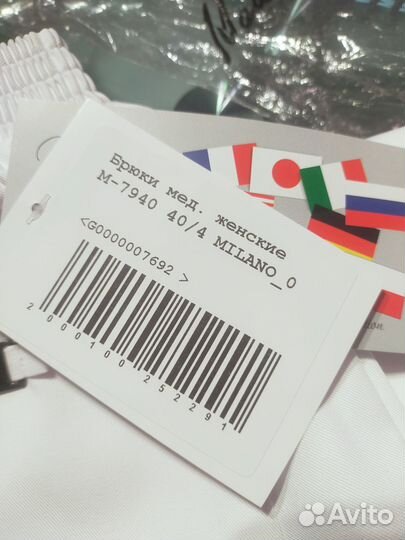 Брюки мед. женские
М-7940 40/4 MILANO_0
<G0000007692 >
2000100252291
Avito